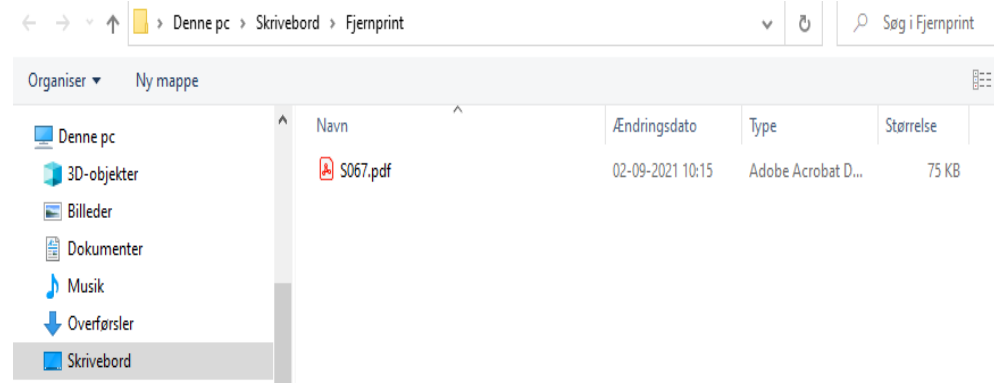 Denne pc > Skrivebord > Fjernprint
Søg i Fjernprint
Organiser
Ny mappe
Navn
Ændringsdato
Type
Størrelse
S067.pdf
02-09-2021 10:15
Adobe Acrobat D...
75 KB
Denne pc
3D-objekter
Billeder
Dokumenter
Musik
Overførsler
Skrivebord